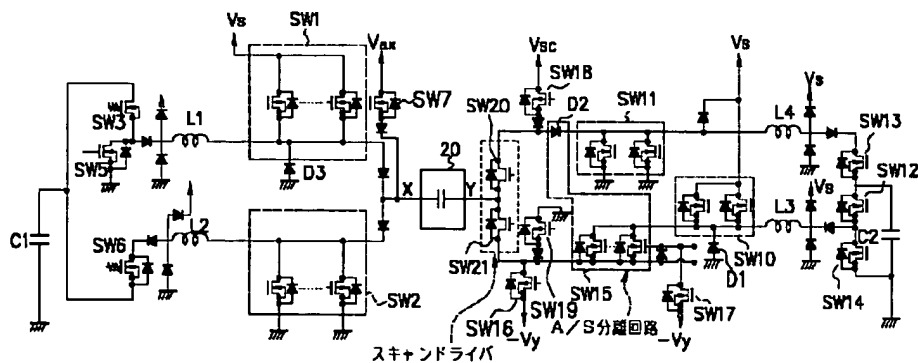 Vs
SW1
Vax
SW7
SW3
SW5
L1
D3
X
20
Y
C1
SW6
L2
SW2
Vsc
SW18
SW20
D2
SW11
Vs
L4
Vs
SW13
SW12
L3
Vs
C2
SW10
D1
SW14
SW21
SW19
SW15
SW16
SW17
-Vy
A/S分離回路
-Vy
スキャンドライバ